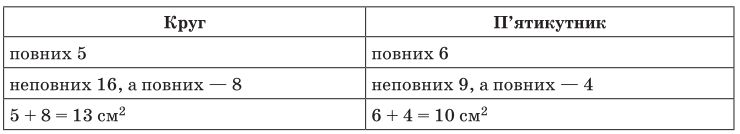 Круг П’ятикутник
повних 5 повних 6
неповних 16, а повних — 8 неповних 9, а повних — 4
5 + 8 = 13 см² 6 + 4 = 10 см²